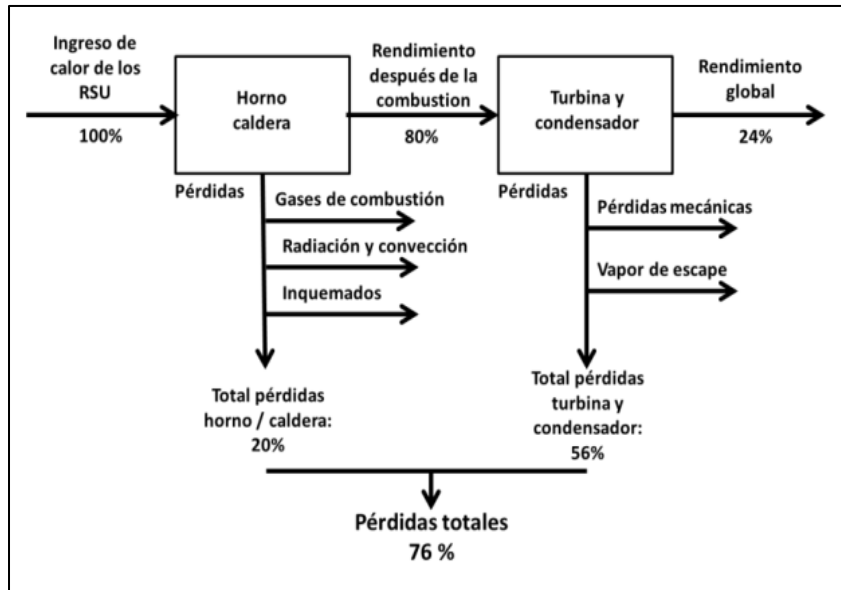 Ingreso de
calor de los
RSU
100%
Horno
caldera
Rendimiento
después de la
combustion
80%
Turbina y
condensador
Rendimiento
global
24%
Pérdidas
Gases de combustión
Radiación y convección
Inquemados
Pérdidas
Pérdidas mecánicas
Vapor de escape
Total pérdidas
horno / caldera:
20%
Total pérdidas
turbina y
condensador:
56%
Pérdidas totales
76 %